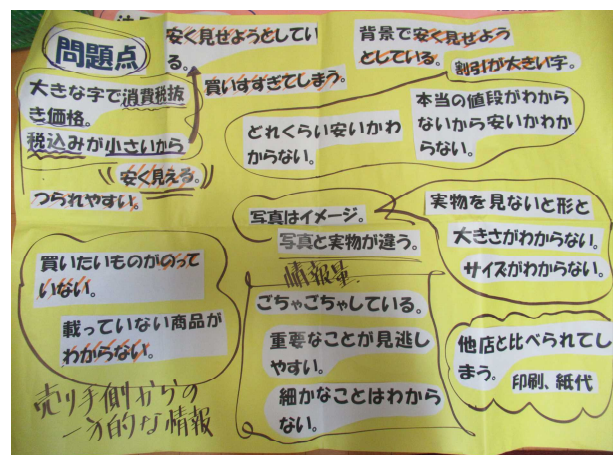 問題点
大きな字で消費税抜
き価格。
税込みが小さいから
安く見える。
つられやすい。
安く見せようとしてい
る。
買いすぎてしまう。
背景で安く見せよう
としている。
割引が大きい字。
どれくらい安いかわ
からない。
本当の値段がわから
ないから安いかわか
らない。
写真はイメージ。
写真と実物が違う。
実物を見ないと形と
大きさがわからない。
サイズがわからない。
買いたいものがのって
いない。
載っていない商品が
わからない。
売り手側からの
一方的な情報
情報量
ごちゃごちゃしている。
重要なことが見逃し
やすい。
細かなことはわから
ない。
他店と比べられてし
まう。
印刷、紙代